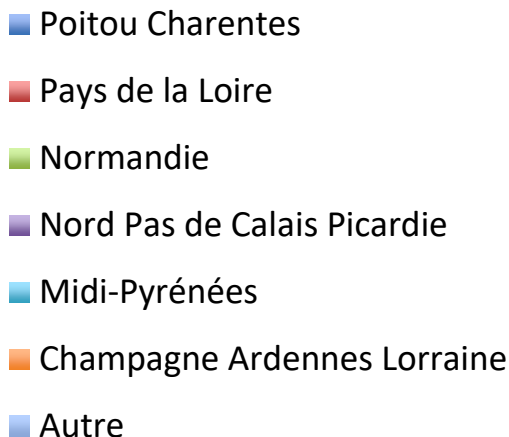 Poitou Charentes
Pays de la Loire
Normandie
Nord Pas de Calais Picardie
Midi-Pyrénées
Champagne Ardennes Lorraine
Autre